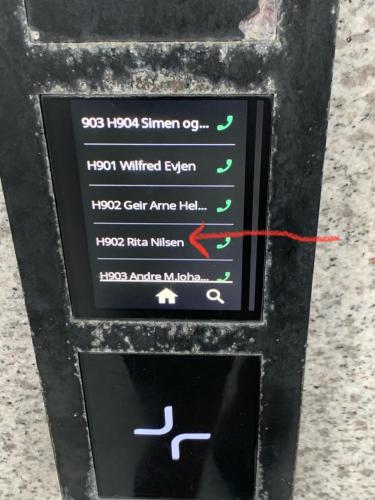 903 H904 Simen og...
H901 Wilfred Evjen
H902 Geir Arne Hel...
H902 Rita Nilsen
H903 Andre M.Joha...